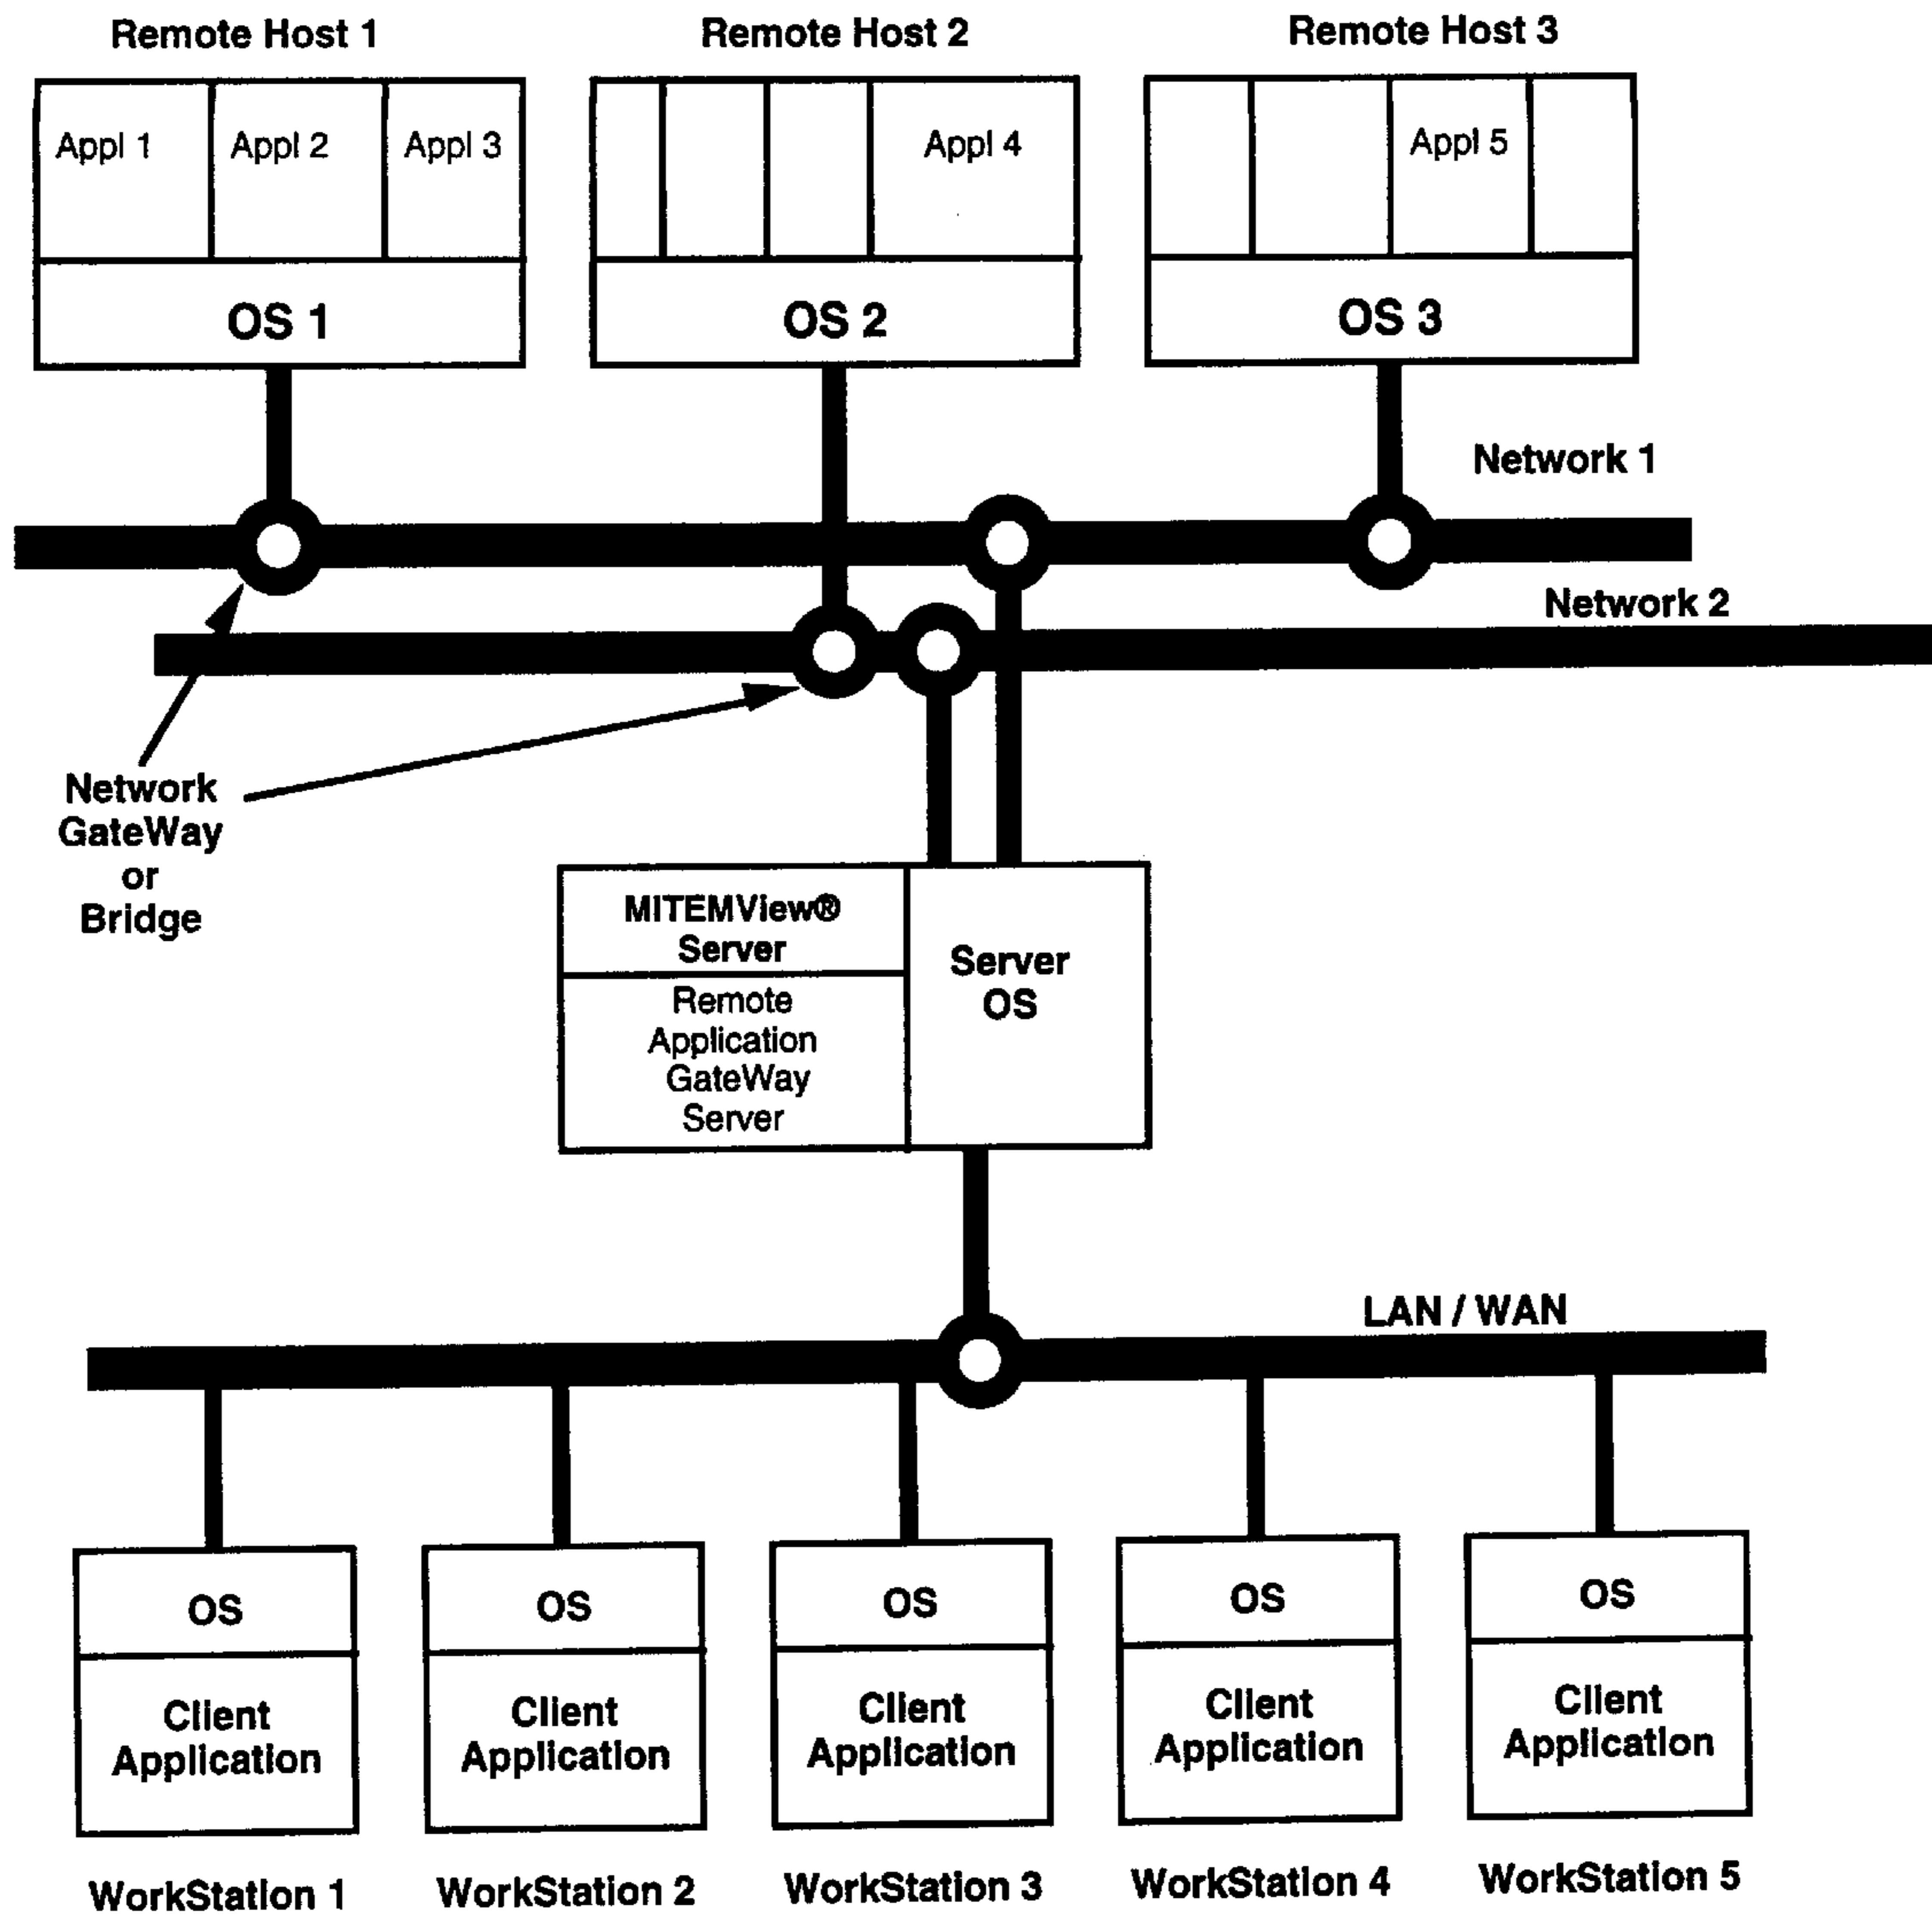 Remote Host 1
Remote Host 2
Remote Host 3
Appl 1
Appl 2
Appl 3
Appl 4
Appl 5
OS 1
OS 2
OS 3
Network 1
Network 2
Network
GateWay
or
Bridge
MITEMView®
Server
Remote
Application
GateWay
Server
Server
OS
LAN / WAN
OS
OS
OS
OS
OS
Client
Application
Client
Application
Client
Application
Client
Application
Client
Application
WorkStation 1
WorkStation 2
WorkStation 3
WorkStation 4
WorkStation 5